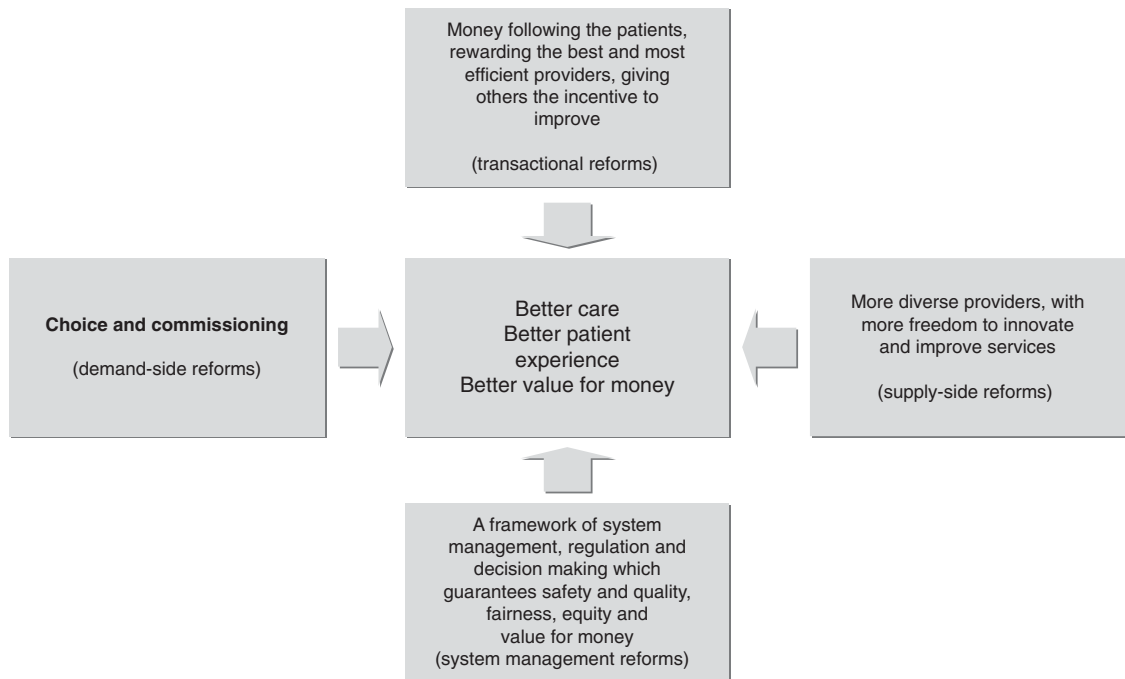 Money following the patients,
rewarding the best and most
efficient providers, giving
others the incentive to
improve
(transactional reforms)
Choice and commissioning
(demand-side reforms)
Better care
Better patient
experience
Better value for money
More diverse providers, with
more freedom to innovate
and improve services
(supply-side reforms)
A framework of system
management, regulation and
decision making which
guarantees safety and quality,
fairness, equity and
value for money
(system management reforms)